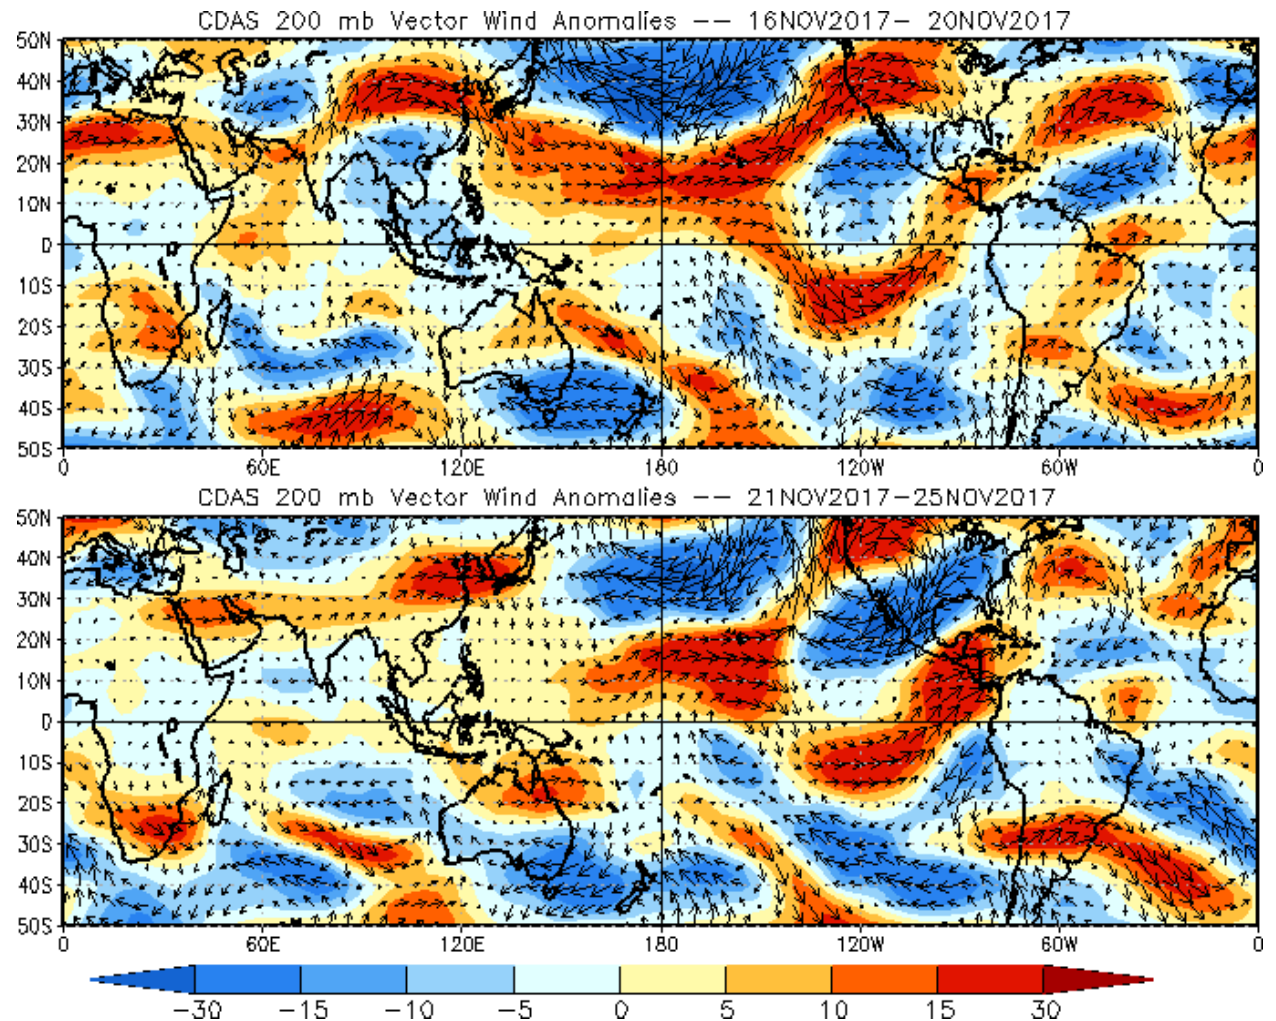 CDAS 200 mb Vector Wind Anomalies -- 16NOV2017- 20NOV2017
50N
40N
30N
20N
10N
0
10S
20S
30S
40S
50S
0 60E 120E 180 120W 60W 0
CDAS 200 mb Vector Wind Anomalies -- 21NOV2017-25NOV2017
50N
40N
30N
20N
10N
0
10S
20S
30S
40S
50S
0 60E 120E 180 120W 60W 0
-30 -15 -10 -5 0 5 10 15 30